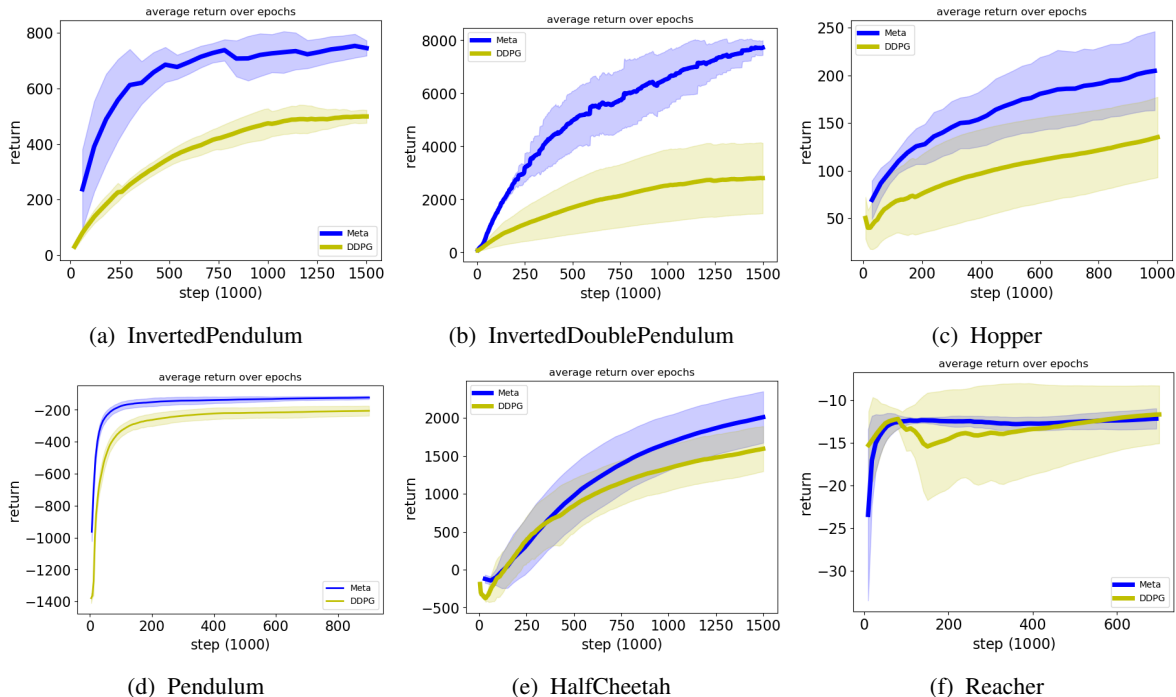 average return over epochs
800
600
400
200
0
return
Meta
DDPG
0 250 500 750 1000 1250 1500
step (1000)
(a) InvertedPendulum
average return over epochs
8000
6000
4000
2000
0
return
Meta
DDPG
0 250 500 750 1000 1250 1500
step (1000)
(b) InvertedDoublePendulum
average return over epochs
250
200
150
100
50
return
Meta
DDPG
0 200 400 600 800 1000
step (1000)
(c) Hopper
average return over epochs
−200
−400
−600
−800
−1000
−1200
−1400
return
Meta
DDPG
0 200 400 600 800
step (1000)
(d) Pendulum
average return over epochs
2000
1500
1000
500
0
−500
return
Meta
DDPG
0 250 500 750 1000 1250 1500
step (1000)
(e) HalfCheetah
average return over epochs
−10
−15
−20
−25
−30
return
Meta
DDPG
0 200 400 600
step (1000)
(f) Reacher